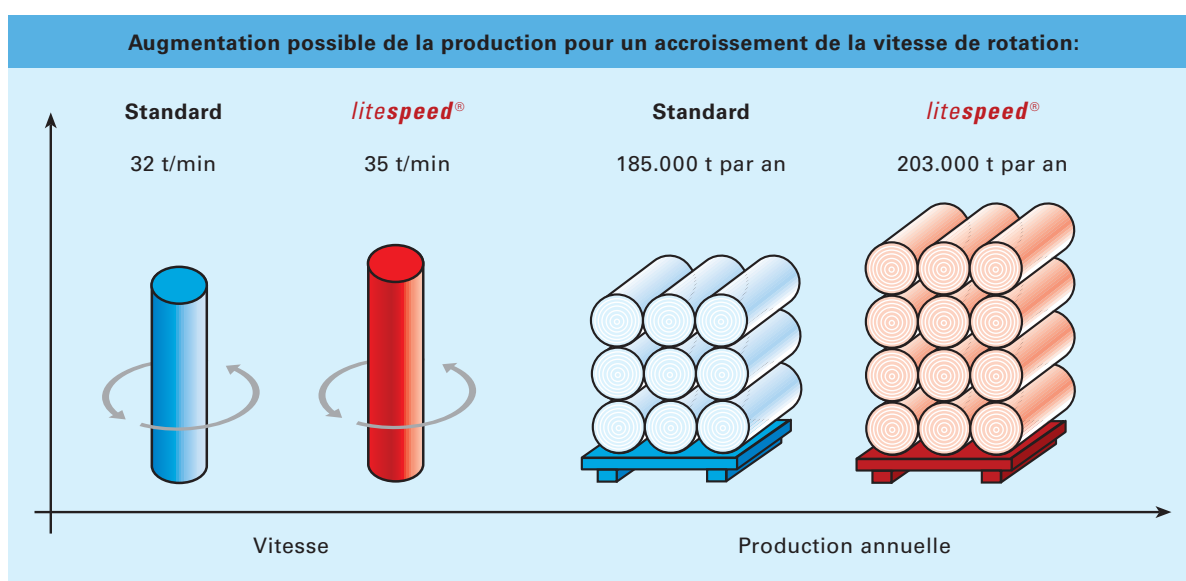 Augmentation possible de la production pour un accroissement de la vitesse de rotation:
Standard
litespeed®
Standard
litespeed®
32 t/min
35 t/min
185.000 t par an
203.000 t par an
Vitesse
Production annuelle